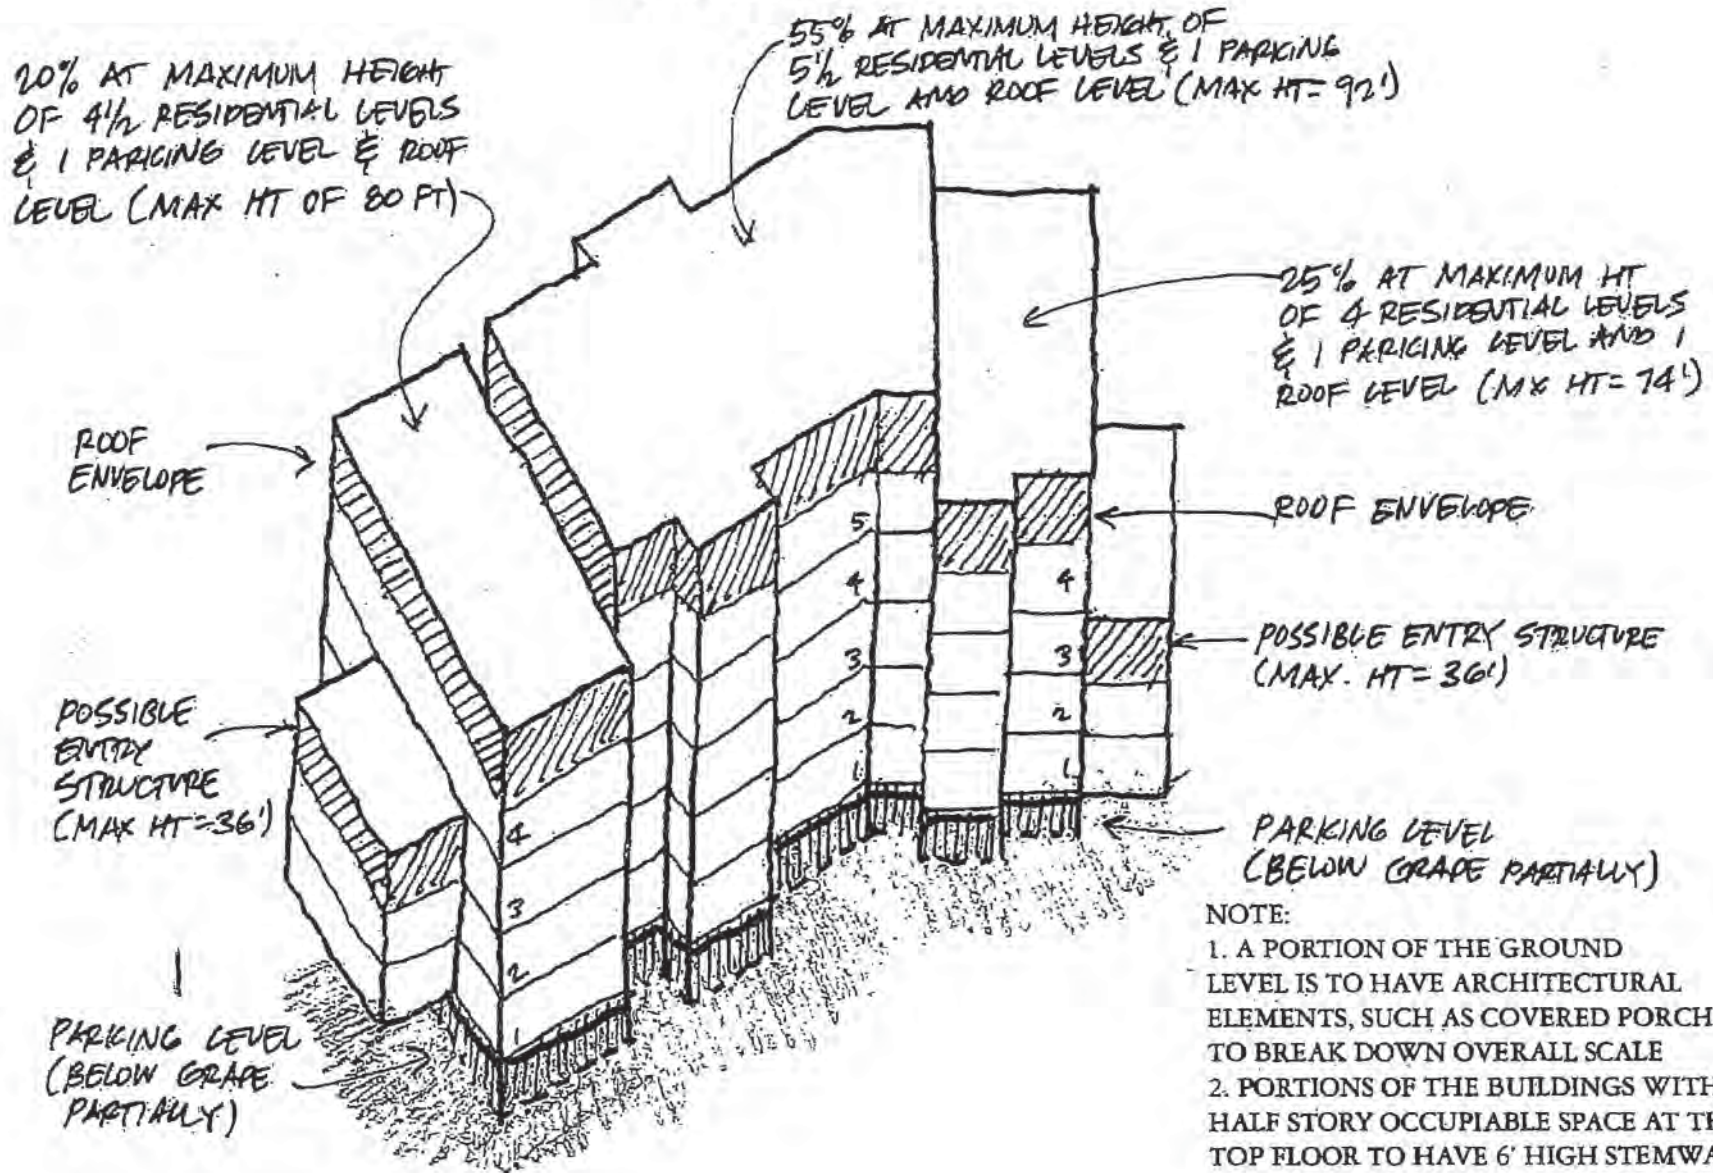 20% AT MAXIMUM HEIGHT
OF 4 1/2 RESIDENTIAL LEVELS
& 1 PARKING LEVEL & ROOF
LEVEL (MAX HT OF 80 FT)
55% AT MAXIMUM HEIGHT OF
5 1/2 RESIDENTIAL LEVELS & 1 PARKING
LEVEL AND ROOF LEVEL (MAX HT= 92')
25% AT MAXIMUM HT
OF 4 RESIDENTIAL LEVELS
& 1 PARKING LEVEL AND 1
ROOF LEVEL (MX HT= 74')
ROOF
ENVELOPE
ROOF ENVELOPE
POSSIBLE ENTRY STRUCTURE
(MAX. HT= 36')
POSSIBLE
ENTRY
STRUCTURE
(MAX HT=36')
5
4
3
2
1
4
3
2
1
4
3
2
1
PARKING LEVEL
(BELOW GRADE PARTIALLY)
PARKING LEVEL
(BELOW GRADE
PARTIALLY)
NOTE:
1. A PORTION OF THE GROUND
LEVEL IS TO HAVE ARCHITECTURAL
ELEMENTS, SUCH AS COVERED PORCH
TO BREAK DOWN OVERALL SCALE
2. PORTIONS OF THE BUILDINGS WITH
HALF STORY OCCUPIABLE SPACE AT
TOP FLOOR TO HAVE 6' HIGH